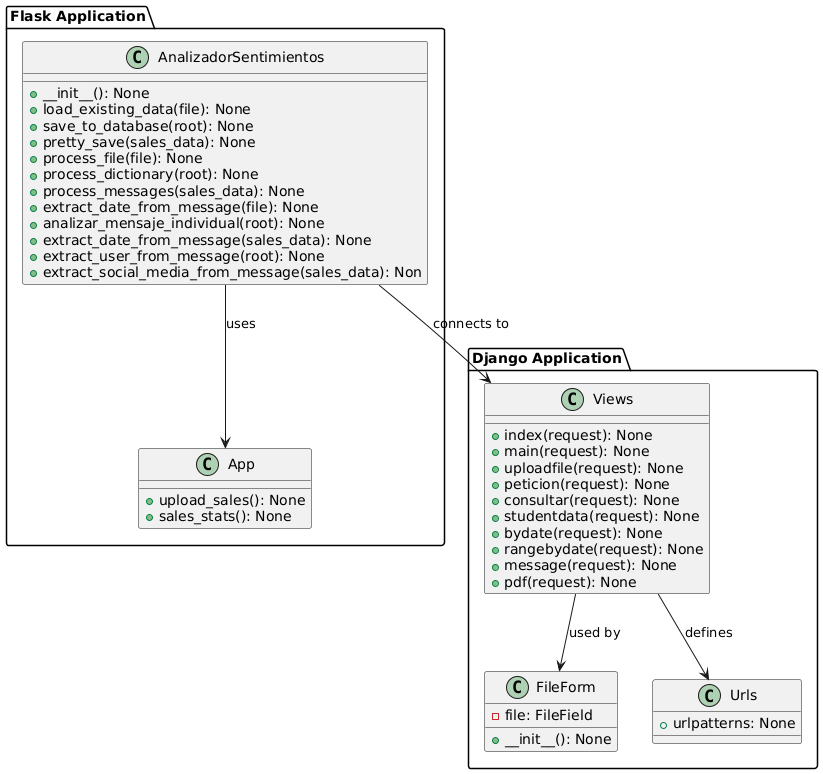 Flask Application
C AnalizadorSentimientos
__init__(): None
load_existing_data(file): None
save_to_database(root): None
pretty_save(sales_data): None
process_file(file): None
process_dictionary(root): None
process_messages(sales_data): None
extract_date_from_message(file): None
analizar_mensaje_individual(root): None
extract_date_from_message(sales_data): None
extract_user_from_message(root): None
extract_social_media_from_message(sales_data): Non
uses
connects to
C App
upload_sales(): None
sales_stats(): None
Django Application
C Views
index(request): None
main(request): None
uploadfile(request): None
peticion(request): None
consultar(request): None
studentdata(request): None
bydate(request): None
rangebydate(request): None
message(request): None
pdf(request): None
used by
defines
C FileForm
file: FileField
__init__(): None
C Urls
urlpatterns: None